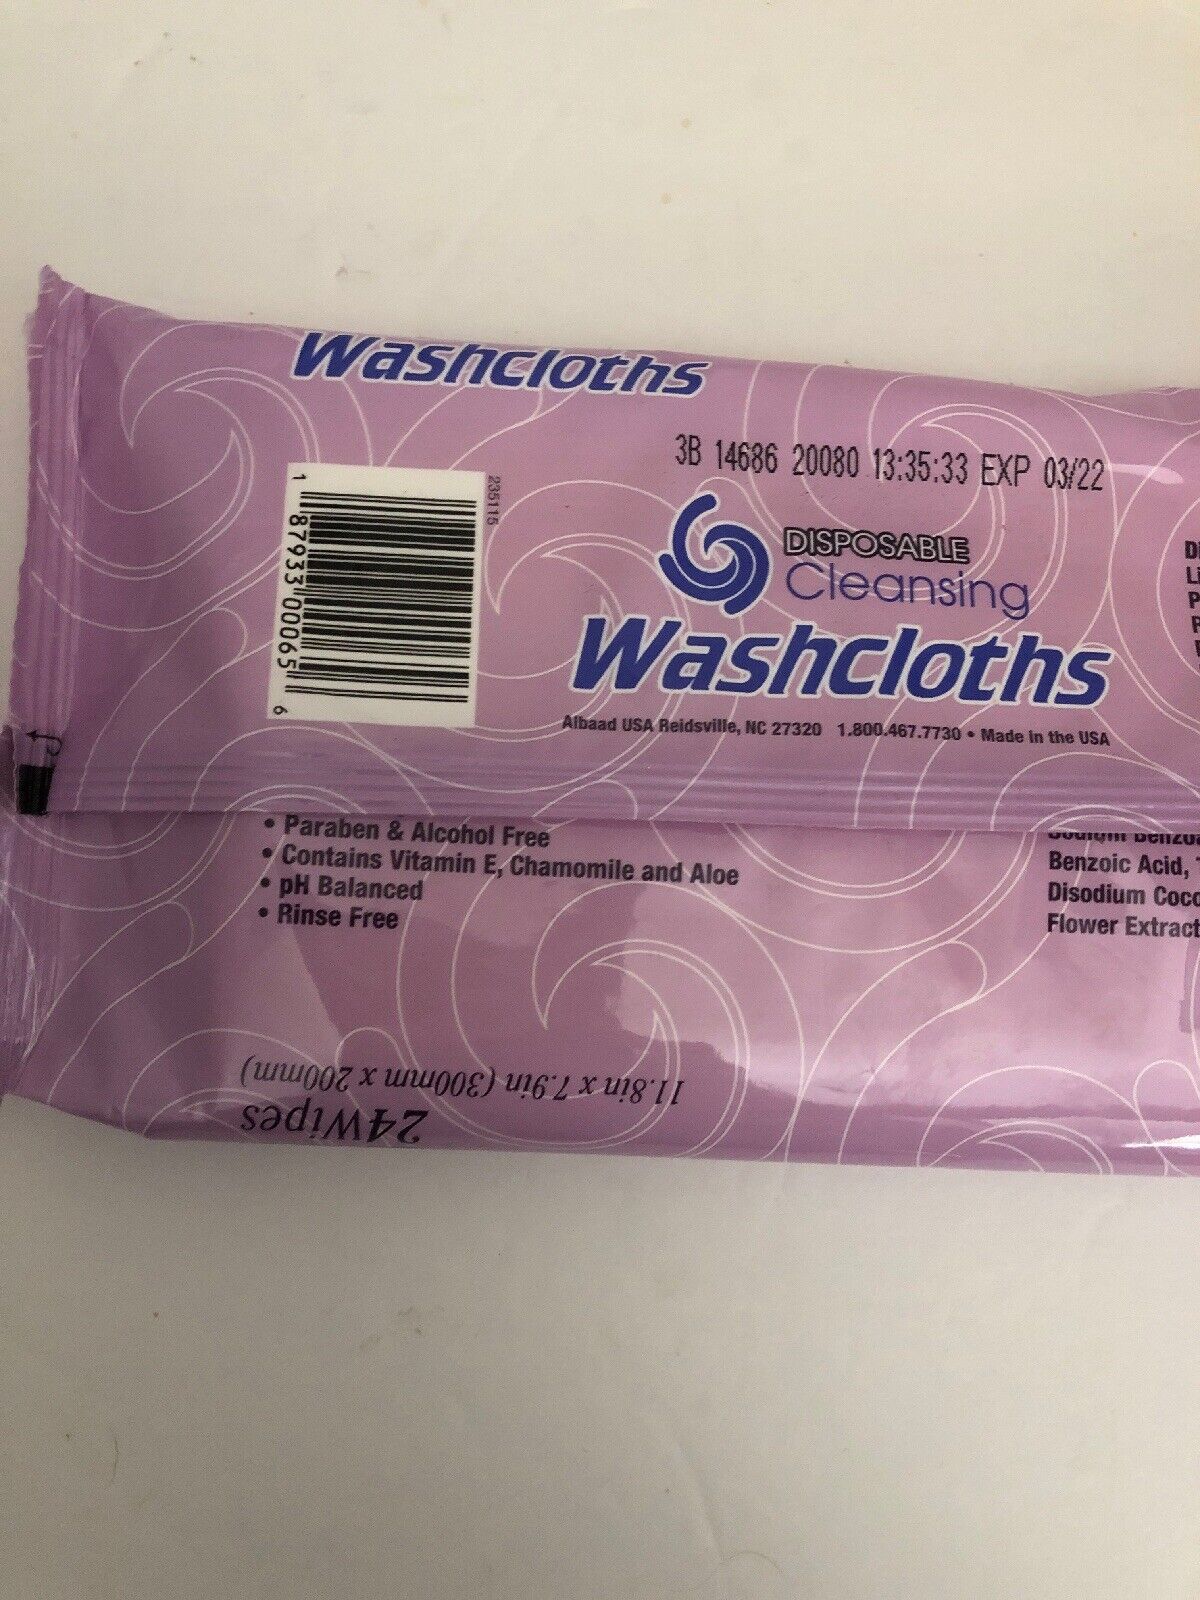 Washcloths
3B 14686 20080 13:35:33 EXP 03/22
235115
1 87933 00065 6
DISPOSABLE
Cleansing
Washcloths
Albaad USA Reidsville, NC 27320 1.800.467.7730 • Made in the USA
• Paraben & Alcohol Free
• Contains Vitamin E, Chamomile and Aloe
• pH Balanced
• Rinse Free
Benzoic Acid,
Disodium
Flower Extract
24Wipes
11.8in x 7.9in (300mm x 200mm)